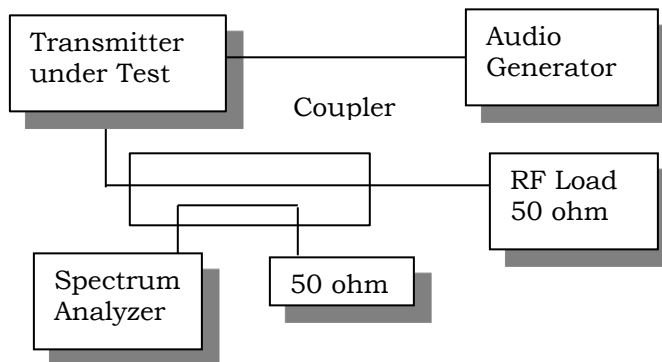 Transmitter
under Test
Audio
Generator
Coupler
RF Load
50 ohm
Spectrum
Analyzer
50 ohm